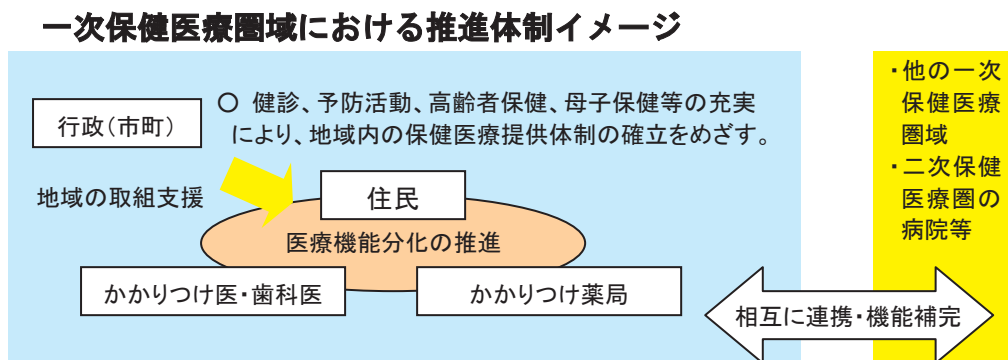 一次保健医療圏域における推進体制イメージ
行政(市町)
○ 健診、予防活動、高齢者保健、母子保健等の充実
により、地域内の保健医療提供体制の確立をめざす。
地域の取組支援
住民
医療機能分化の推進
かかりつけ医・歯科医
かかりつけ薬局
・他の一次
保健医療
圏域
・二次保健
医療圏の
病院等
相互に連携・機能補完